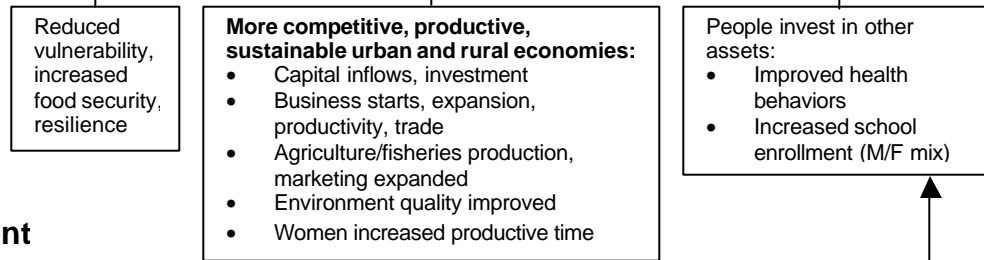 Reduced
vulnerability,
increased
food security,
resilience
More competitive, productive,
sustainable urban and rural economies:
• Capital inflows, investment
• Business starts, expansion,
productivity, trade
• Agriculture/fisheries production,
marketing expanded
• Environment quality improved
• Women increased productive time
People invest in other
assets:
• Improved health
behaviors
• Increased school
enrollment (M/F mix)
nt